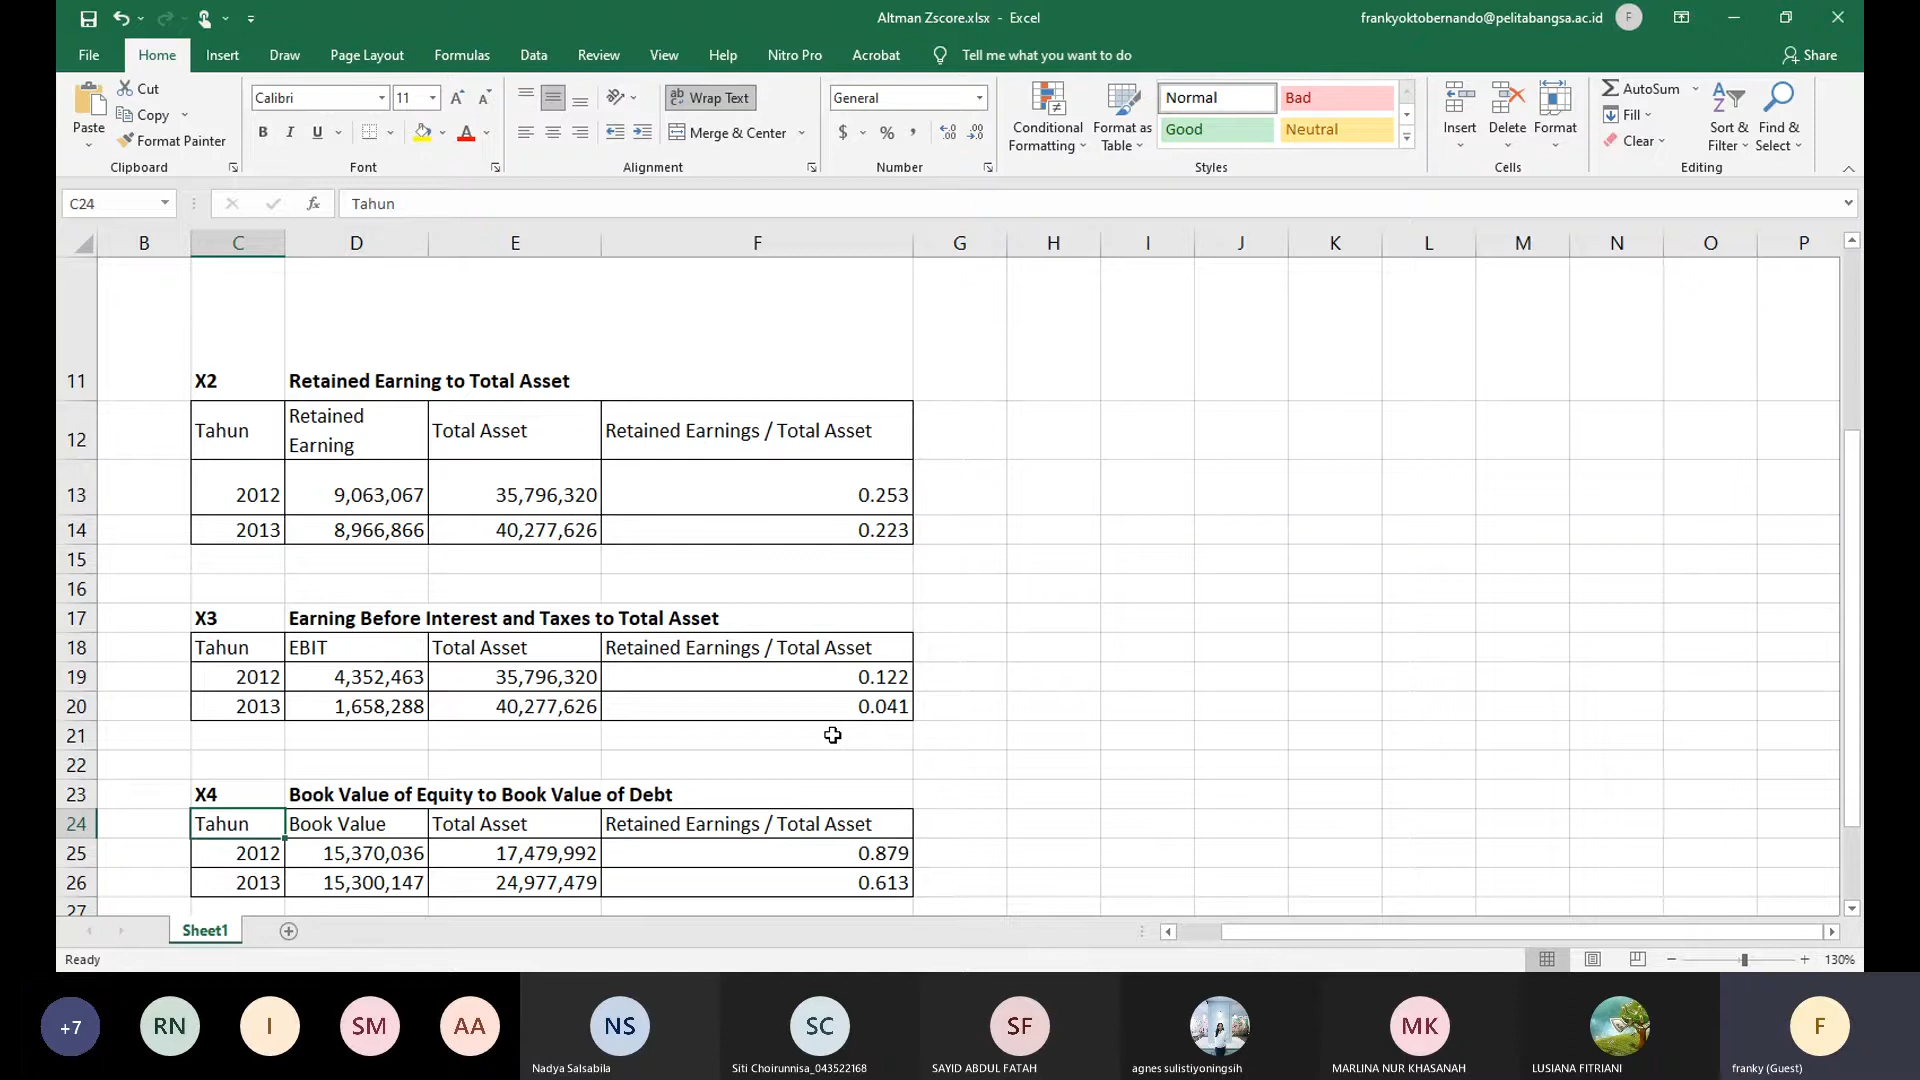 Altman Zscore.xlsx - Excel
frankyoktobernando@pelitabangsa.ac.id
F
File Home Insert Draw Page Layout Formulas Data Review View Help Nitro Pro Acrobat Tell me what you want to do Share
Paste
Cut
Copy
Format Painter
Clipboard
Calibri 11
B I U
Font
Wrap Text
Merge & Center
Alignment
General
$ % ,
Number
Conditional Formatting
Format as Table
Normal Bad
Good Neutral
Styles
Insert Delete Format
Cells
AutoSum
Fill
Clear
Sort & Filter
Find & Select
Editing
C24 fx Tahun
B C D E F G H I J K L M N O P
11 X2 Retained Earning to Total Asset
12 Tahun Retained Earning Total Asset Retained Earnings / Total Asset
13 2012 9,063,067 35,796,320 0.253
14 2013 8,966,866 40,277,626 0.223
15
16
17 X3 Earning Before Interest and Taxes to Total Asset
18 Tahun EBIT Total Asset Retained Earnings / Total Asset
19 2012 4,352,463 35,796,320 0.122
20 2013 1,658,288 40,277,626 0.041
21
22
23 X4 Book Value of Equity to Book Value of Debt
24 Tahun Book Value Total Asset Retained Earnings / Total Asset
25 2012 15,370,036 17,479,992 0.879
26 2013 15,300,147 24,977,479 0.613
27
Sheet1
Ready
130%
+7 RN I SM AA NS SC SF MK F
Nadya Salsabila
Siti Choirunnisa_043522168
SAYID ABDUL FATAH
agnes sulistiyoningsih
MARLINA NUR KHASANAH
LUSIANA FITRIANI
franky (Guest)